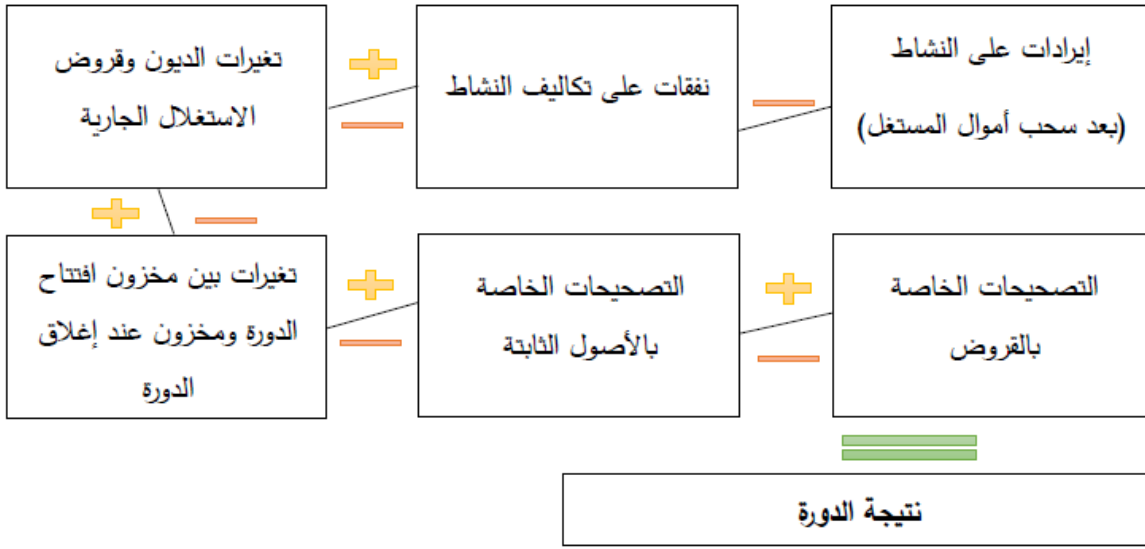 إيرادات على النشاط
(بعد سحب أموال المستغل)
نفقات على تكاليف النشاط
تغيرات الديون وقروض
الاستغلال الجارية
تغيرات بين مخزون افتتاح
الدورة ومخزون عند إغلاق
الدورة
التصحيحات الخاصة
بالأصول الثابتة
التصحيحات الخاصة
بالقروض
نتيجة الدورة